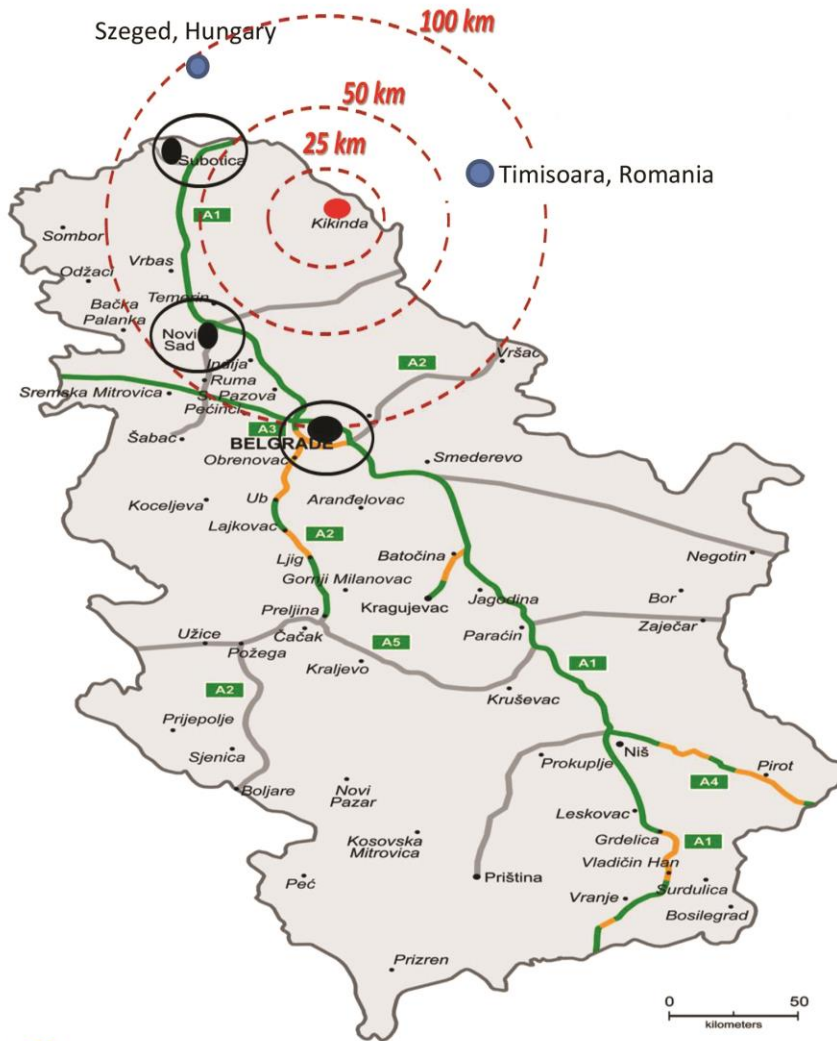 Szeged, Hungary
100 km
50 km
25 km
Subotica
Timisoara, Romania
A1
Kikinda
Sombor
Vrbas
Odžaci
Temerin
Bačka
Palanka
Novi
Sad
A2
Vršac
Inđija
Ruma
Sremska Mitrovica
S. Pazova
Pećinci
A3
Šabac
BELGRADE
Obrenovac
Smederevo
Koceljeva
Ub
Aranđelovac
Lajkovac
A2
Ljig
Batočina
Negotin
Gornji Milanovac
Bor
Kragujevac
Jagodina
Preljina
Zaječar
Užice
Čačak
Paraćin
Požega
A5
Kraljevo
A1
A2
Kruševac
Prijepolje
Niš
Sjenica
Prokuplje
Pirot
A4
Boljare
Novi
Pazar
Leskovac
Kosovska
Mitrovica
Grdelica
A1
Vladičin Han
Peć
Priština
Surdulica
Vranje
Bosilegrad
Prizren
0
50
kilometers